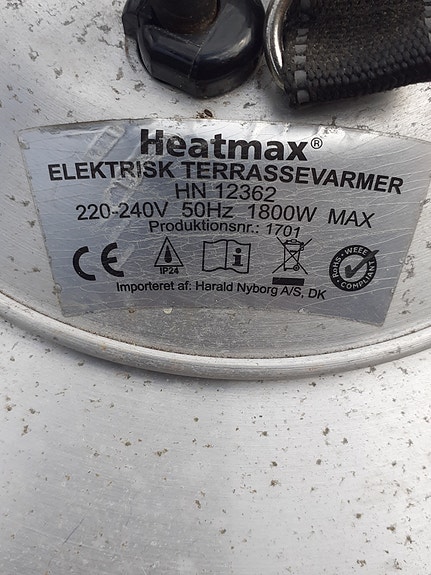 Heatmax®
ELEKTRISK TERRASSEVARMER
HN 12362
220-240V 50Hz 1800W MAX
Produktionsnr.: 1701
CE IP24 i RoHS WEEE COMPLIANT
Importeret af: Harald Nyborg A/S, DK